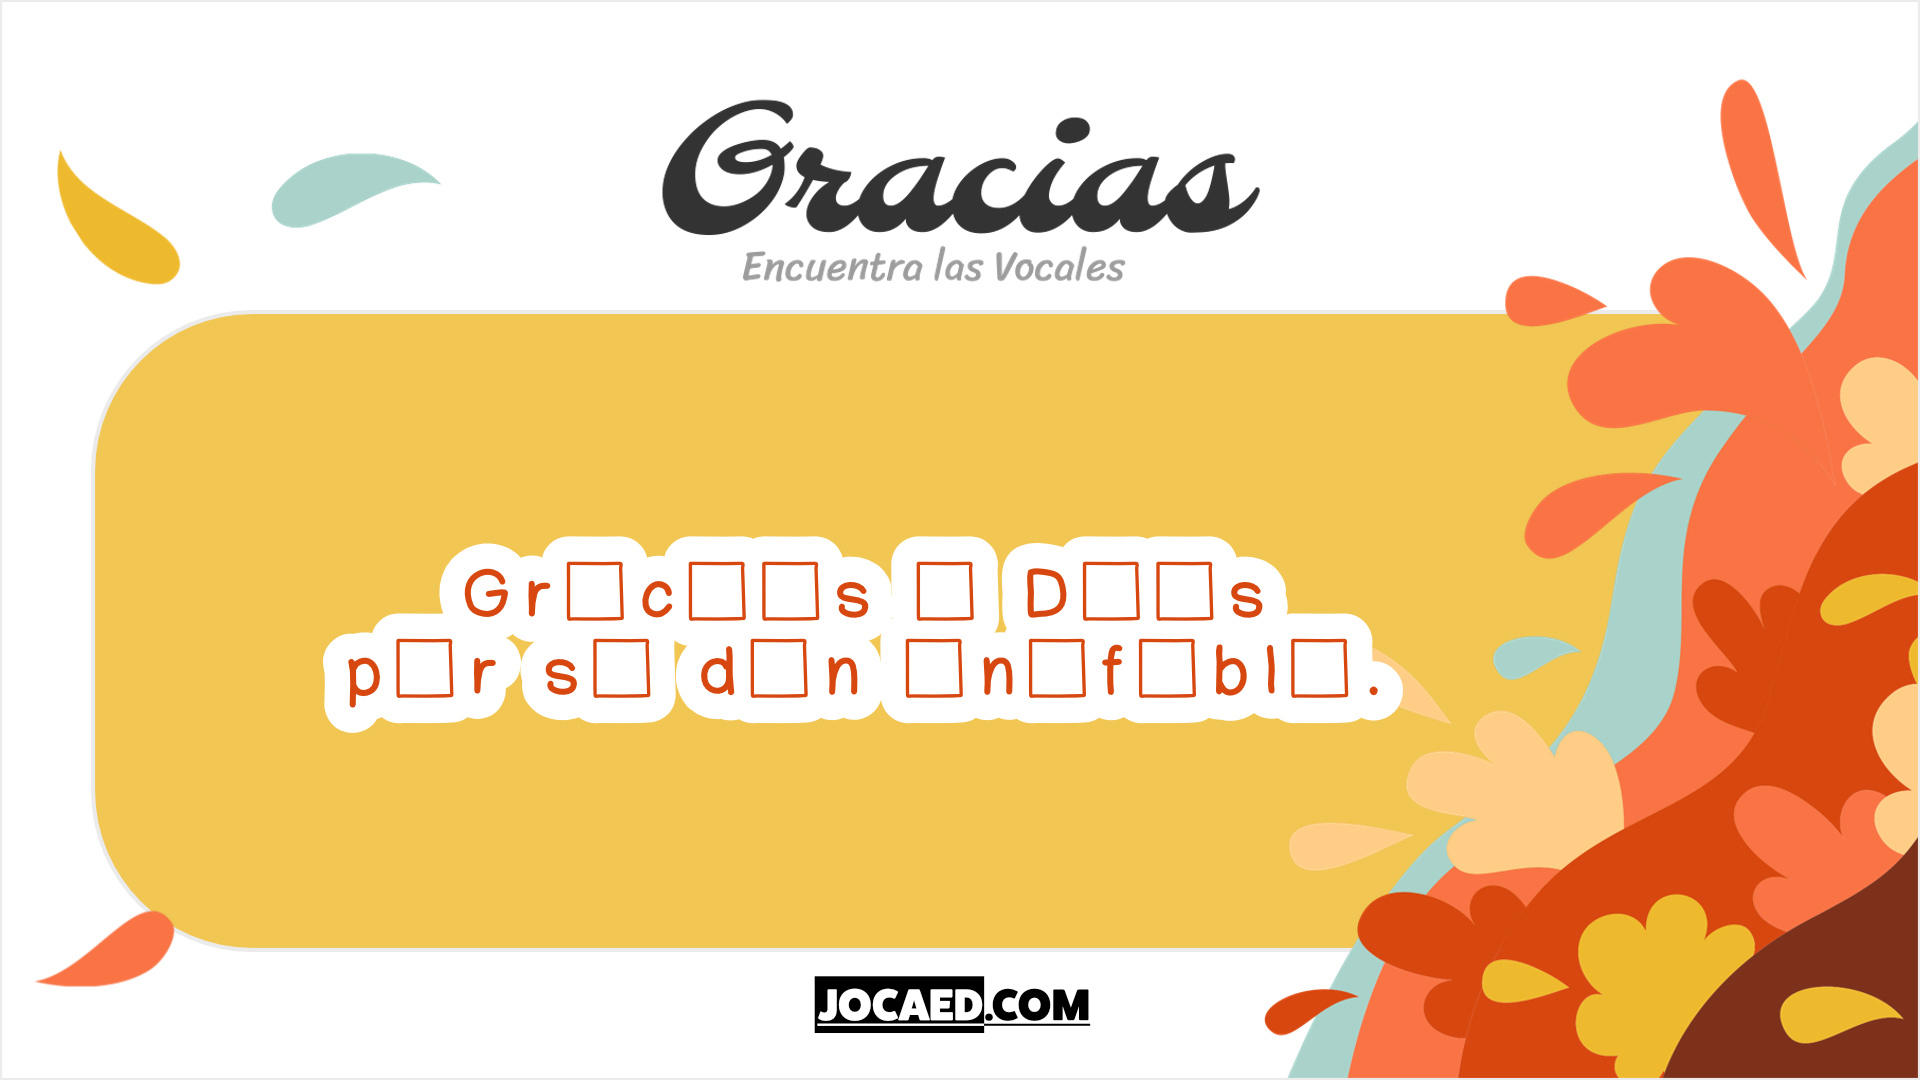 Gracias
Encuentra las Vocales
Gr□c□□s □ D□□s
p□r s□ d□n □n□f□bl□.
JOCAED.COM